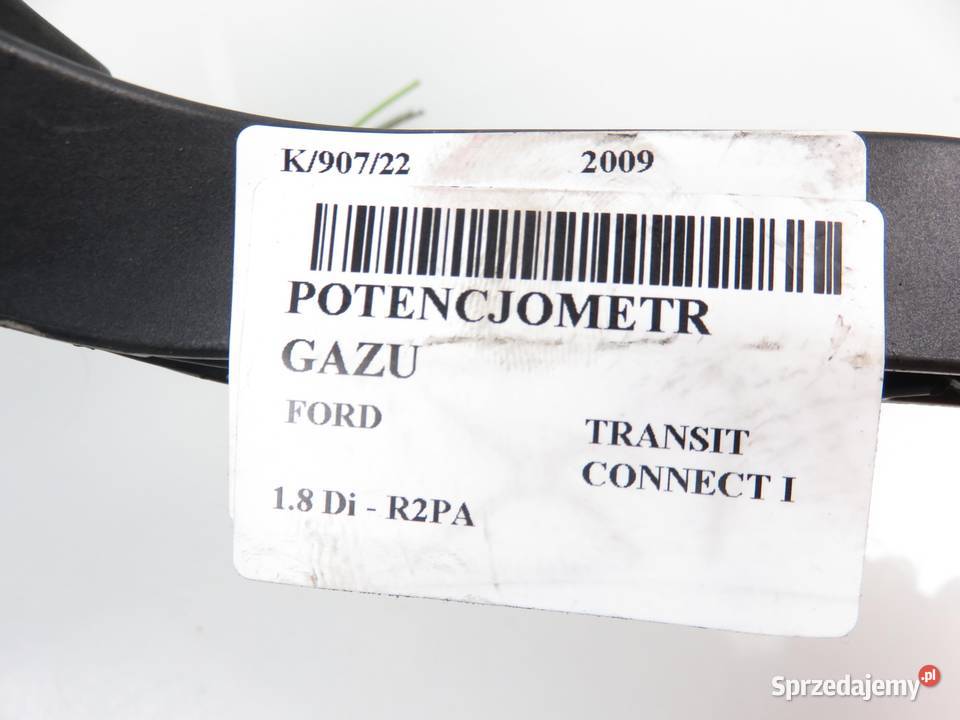 K/907/22 2009
POTENCJOMETR
GAZU
FORD
TRANSIT
CONNECT I
1.8 Di - R2PA
Sprzedajemy.pl